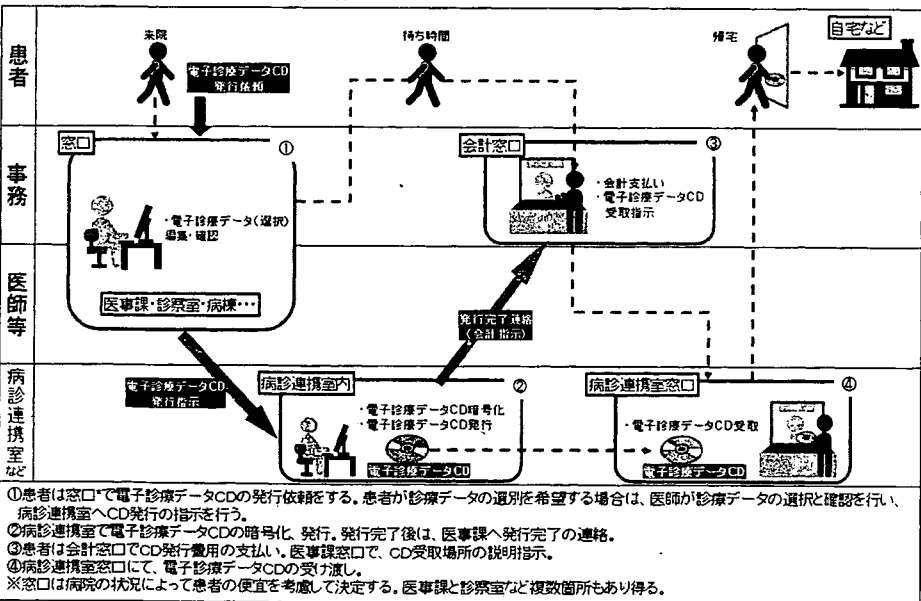 患者
来院
電子診療データCD
発行依頼
待ち時間
帰宅
自宅など
事務
窓口
①
・電子診療データ(選択)
編集・確認
医事課・診察室・病棟…
会計窓口
③
・会計支払い
・電子診療データCD
受取指示
医師等
発行完了連絡
(会計指示)
電子診療データCD
発行指示
病診連携室など
病診連携室内
②
・電子診療データCD暗号化
・電子診療データCD発行
電子診療データCD
病診連携室窓口
④
・電子診療データCD受取
電子診療データCD
①患者は窓口で電子診療データCDの発行依頼をする。患者が診療データの選別を希望する場合は、医師が診療データの選択と確認を行い、
病診連携室へCD発行の指示を行う。
②病診連携室で電子診療データCDの暗号化、発行。発行完了後は、医事課へ発行完了の連絡。
③患者は会計窓口でCD発行費用の支払い。医事課窓口で、CD受取場所の説明指示。
④病診連携室窓口にて、電子診療データCDの受け渡し。
※窓口は病院の状況によって患者の便宜を考慮して決定する。医事課と診察室など複数箇所もあり得る。